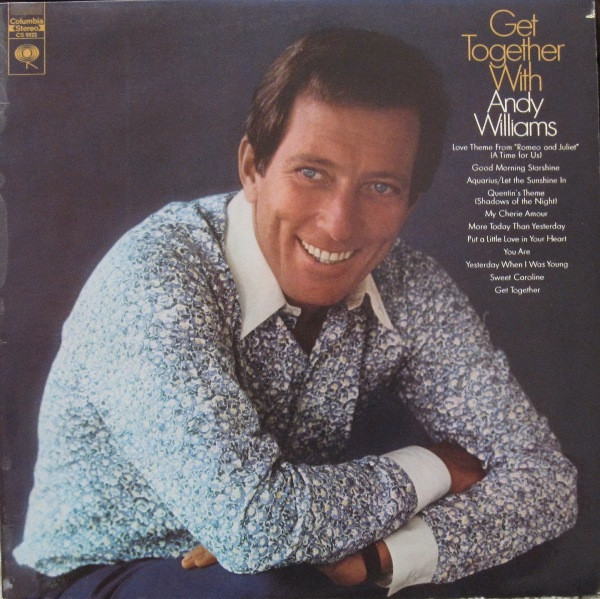 Columbia
Stereo
CS 9922
Get
Together
With
Andy
Williams
Love Theme From "Romeo and Juliet"
(A Time for Us)
Good Morning Starshine
Aquarius/Let the Sunshine In
Quentin's Theme
(Shadows of the Night)
My Cherie Amour
More Today Than Yesterday
Put a Little Love in Your Heart
You Are
Yesterday When I Was Young
Sweet Caroline
Get Together